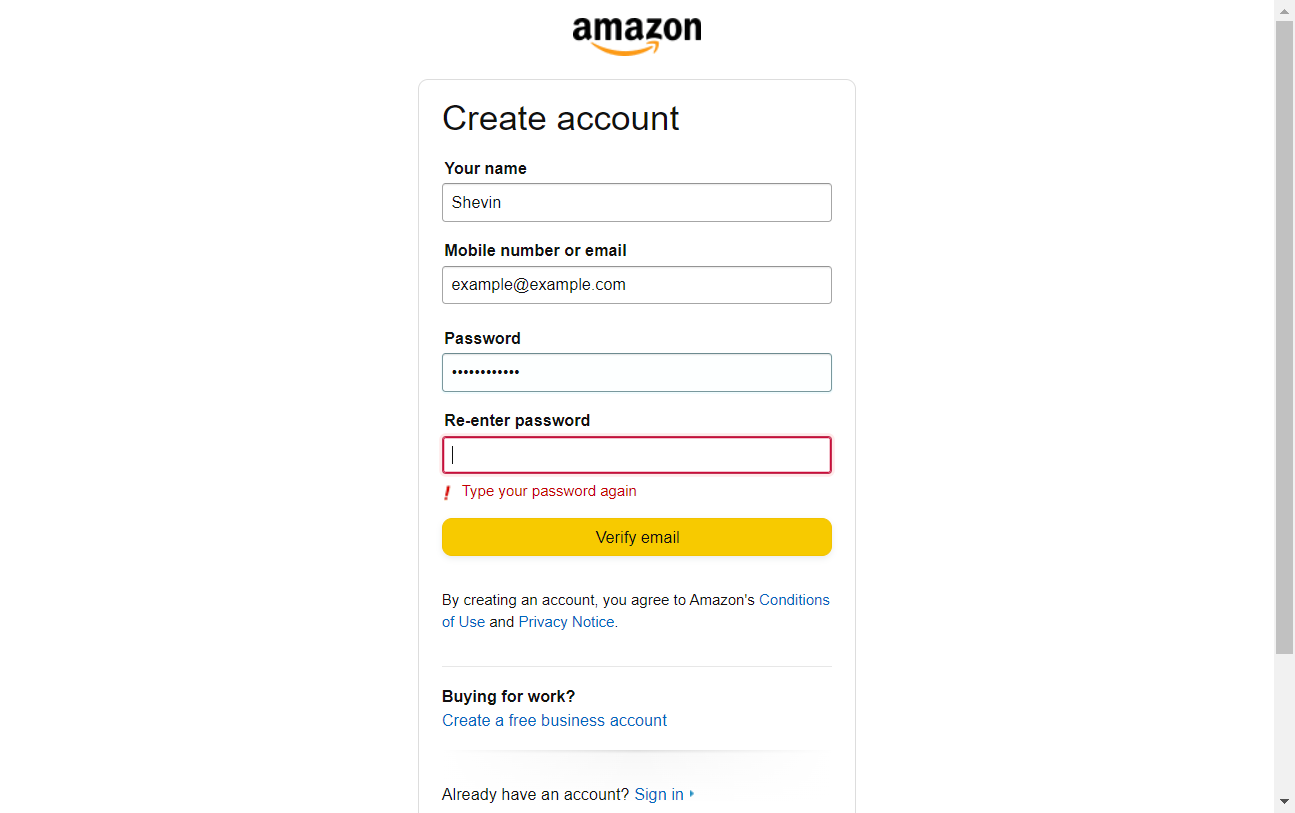 amazon
Create account
Your name
Shevin
Mobile number or email
example@example.com
Password
••••••••••••
Re-enter password
Type your password again
Verify email
By creating an account, you agree to Amazon's Conditions
of Use and Privacy Notice.
Buying for work?
Create a free business account
Already have an account? Sign in